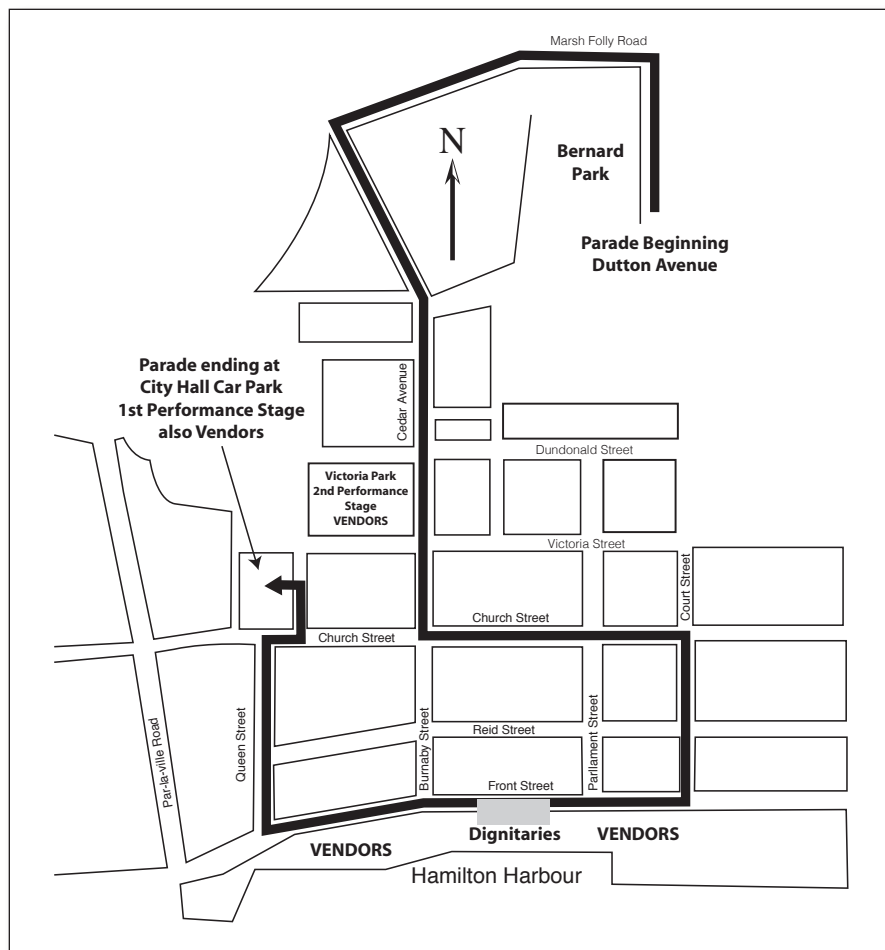 Marsh Folly Road
N
Bernard
Park
Parade Beginning
Dutton Avenue
Parade ending at
City Hall Car Park
1st Performance Stage
also Vendors
Cedar Avenue
Dundonald Street
Victoria Park
2nd Performance
Stage
VENDORS
Victoria Street
Court Street
Church Street
Church Street
Par-la-ville Road
Queen Street
Burnaby Street
Reid Street
Parliament Street
Front Street
Dignitaries
VENDORS
VENDORS
Hamilton Harbour